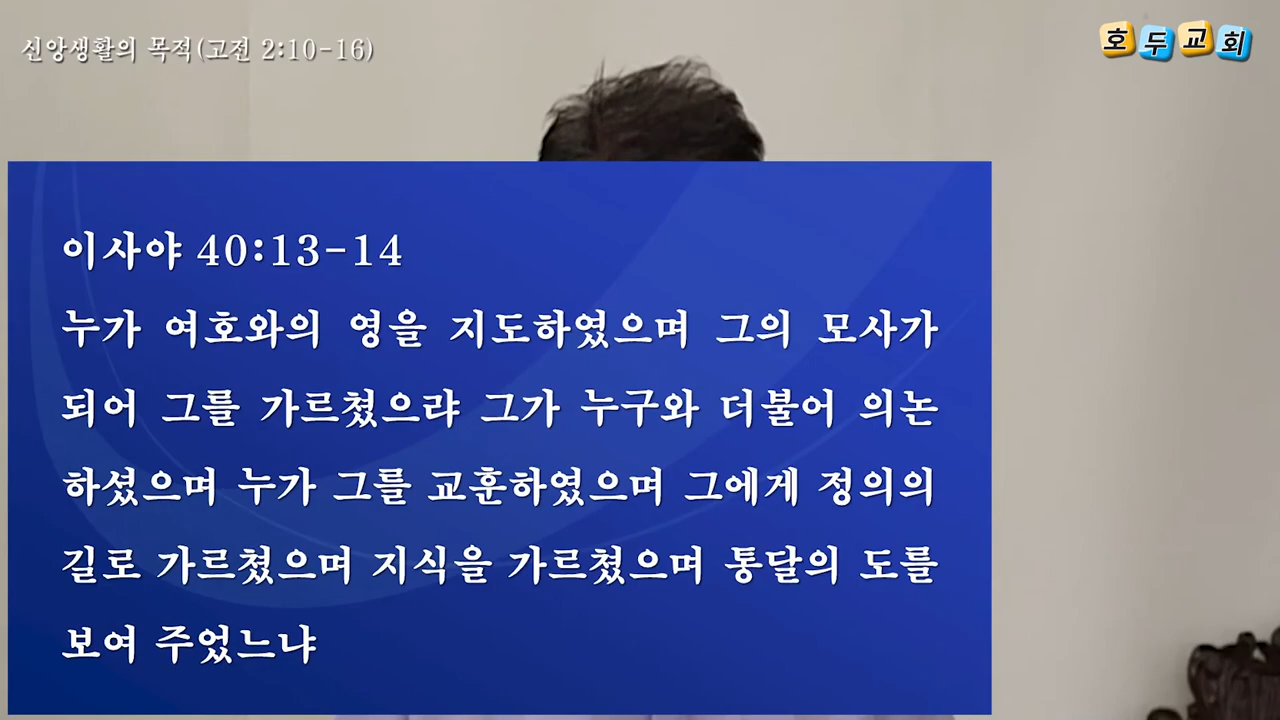 신앙생활의 목적(고전 2:10-16)
호두교회
이사야 40:13-14
누가 여호와의 영을 지도하였으며 그의 모사가
되어 그를 가르쳤으랴 그가 누구와 더불어 의논
하셨으며 누가 그를 교훈하였으며 그에게 정의의
길로 가르쳤으며 지식을 가르쳤으며 통달의 도를
보여 주었느냐